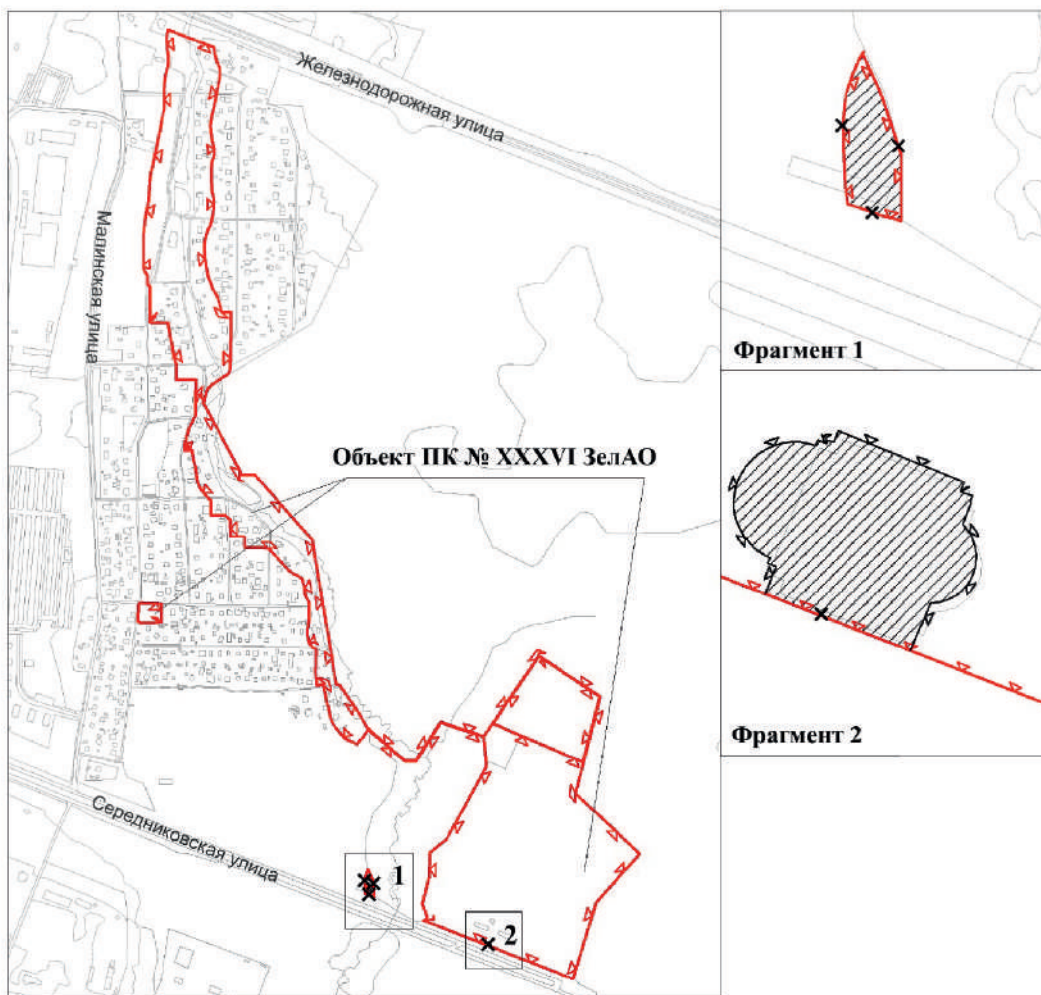 Железнодорожная улица
Малинская улица
Объект ПК № XXXVI ЗелАО
Середниковская улица
1
2
Фрагмент 1
Фрагмент 2